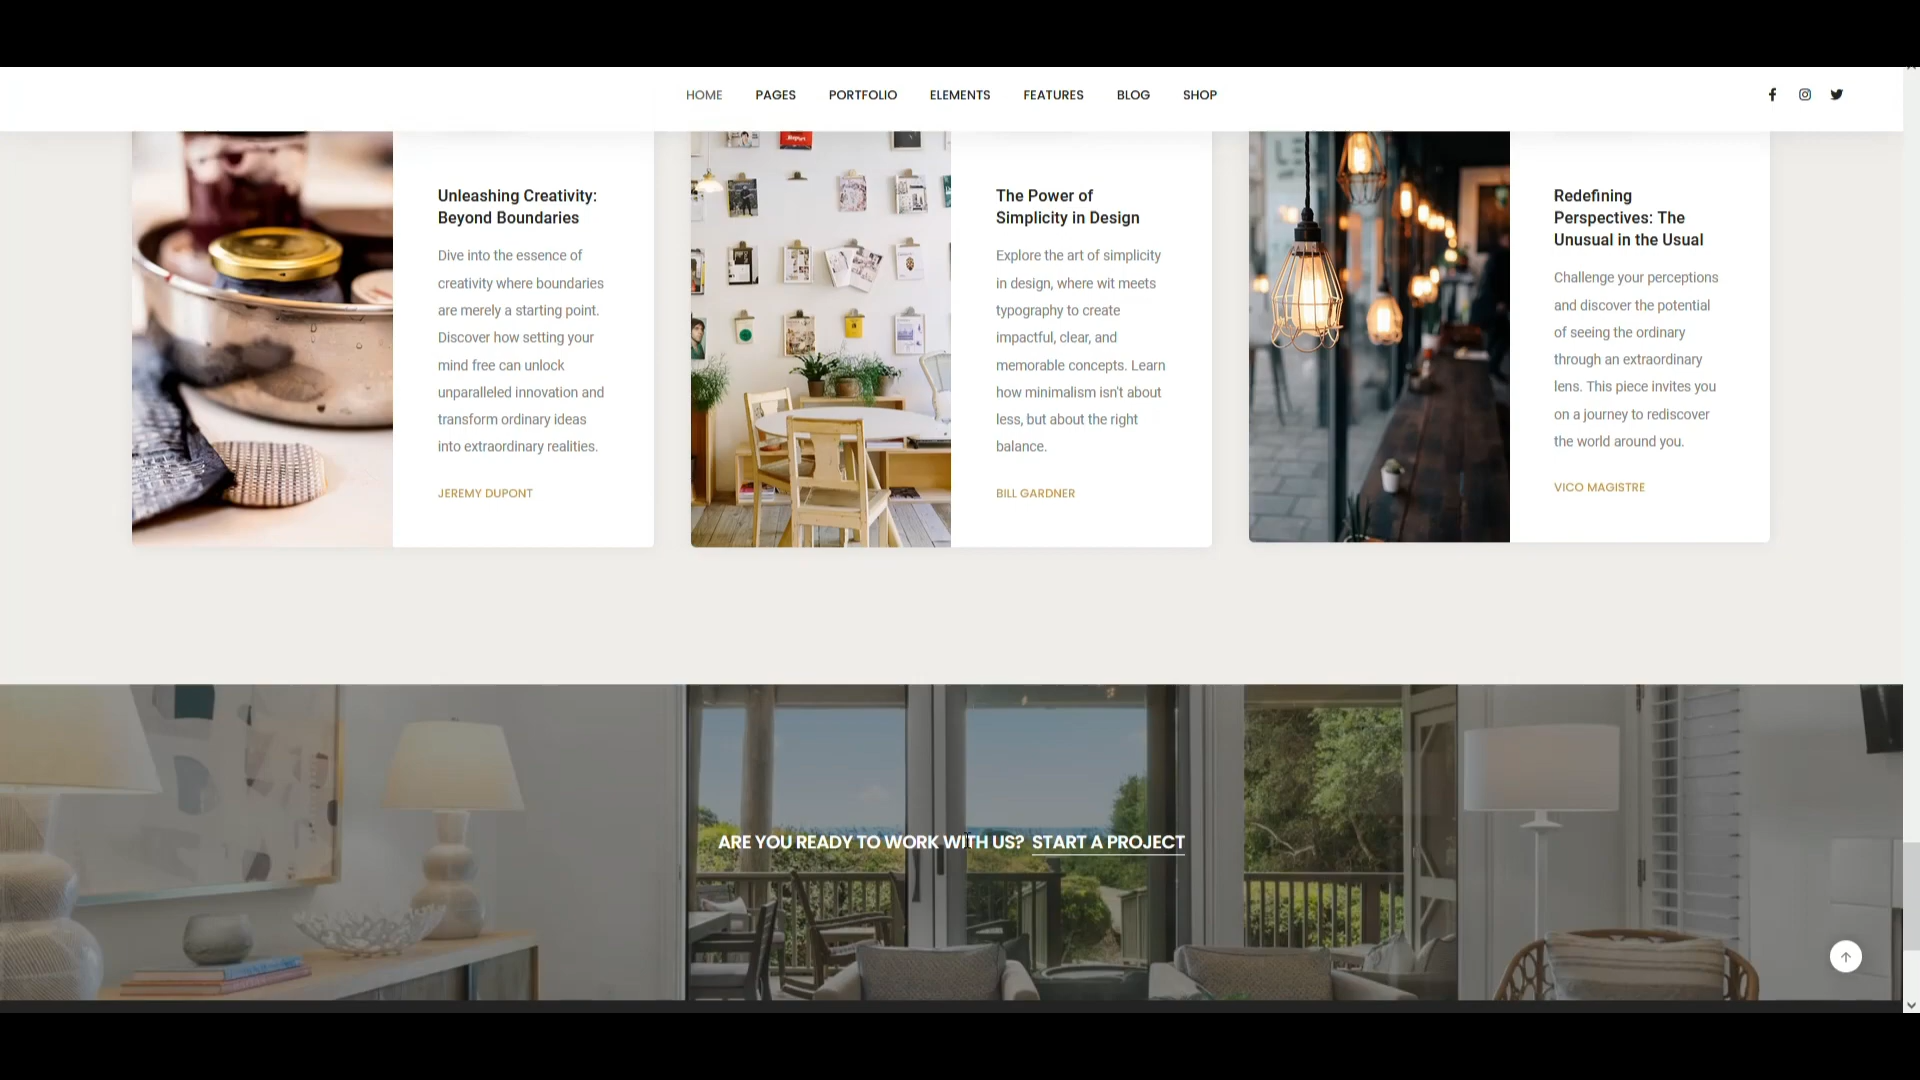 HOME PAGES PORTFOLIO ELEMENTS FEATURES BLOG SHOP
Unleashing Creativity:
Beyond Boundaries
Dive into the essence of
creativity where boundaries
are merely a starting point.
Discover how setting your
mind free can unlock
unparalleled innovation and
transform ordinary ideas
into extraordinary realities.
JEREMY DUPONT
The Power of
Simplicity in Design
Explore the art of simplicity
in design, where wit meets
typography to create
impactful, clear, and
memorable concepts. Learn
how minimalism isn't about
less, but about the right
balance.
BILL GARDNER
Redefining
Perspectives: The
Unusual in the Usual
Challenge your perceptions
and discover the potential
of seeing the ordinary
through an extraordinary
lens. This piece invites you
on a journey to rediscover
the world around you.
VICO MAGISTRE
ARE YOU READY TO WORK WITH US? START A PROJECT